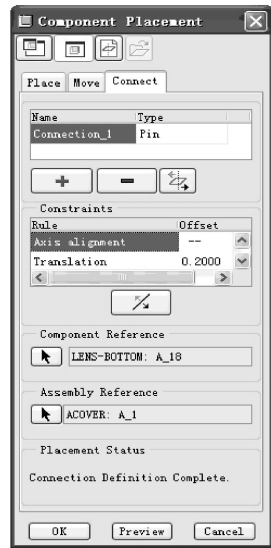 Component Placement
Place Move Connect
Name Type
Connection_1 Pin
Constraints
Rule Offset
Axis alignment --
Translation 0.2000
Component Reference
LENS-BOTTOM: A_18
Assembly Reference
ACOVER: A_1
Placement Status
Connection Definition Complete.
OK Preview Cancel